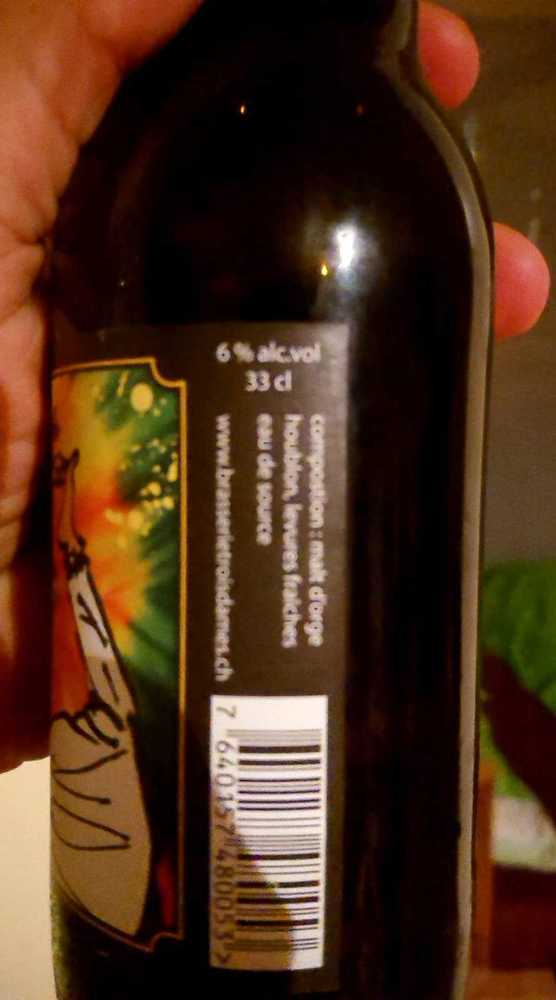 6 % alc.vol
33 cl
compostion : malt d'orge
houblon, levures fraîches
eau de source
www.brasserietroisdames.ch
7 640157 480053 >